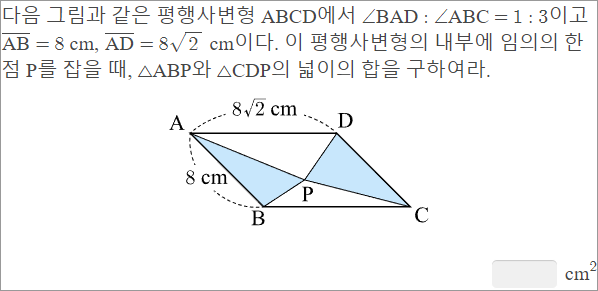 다음 그림과 같은 평행사변형 ABCD에서 ∠BAD : ∠ABC = 1 : 3이고
$\overline{AB}$ = 8 cm, $\overline{AD}$ = 8√2 cm이다. 이 평행사변형의 내부에 임의의 한
점 P를 잡을 때, △ABP와 △CDP의 넓이의 합을 구하여라.
8√2 cm
A
D
8 cm
P
B
C
cm²